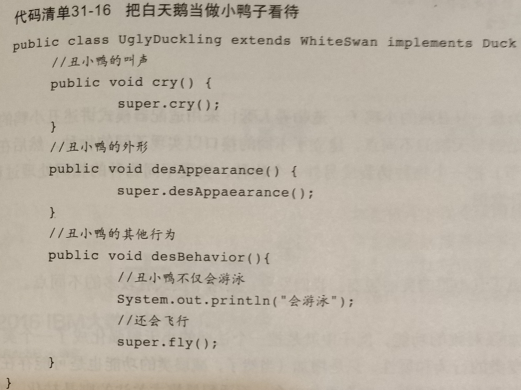 代码清单31-16 把白天鹅当做小鸭子看待
public class UglyDuckling extends WhiteSwan implements Duck
//丑小鸭的叫声
public void cry() {
super.cry();
}
//丑小鸭的外形
public void desAppearance() {
super.desAppaearance();
}
//丑小鸭的其他行为
public void desBehavior(){
//丑小鸭不仅会游泳
System.out.println("会游泳");
//还会飞行
super.fly();
}
}